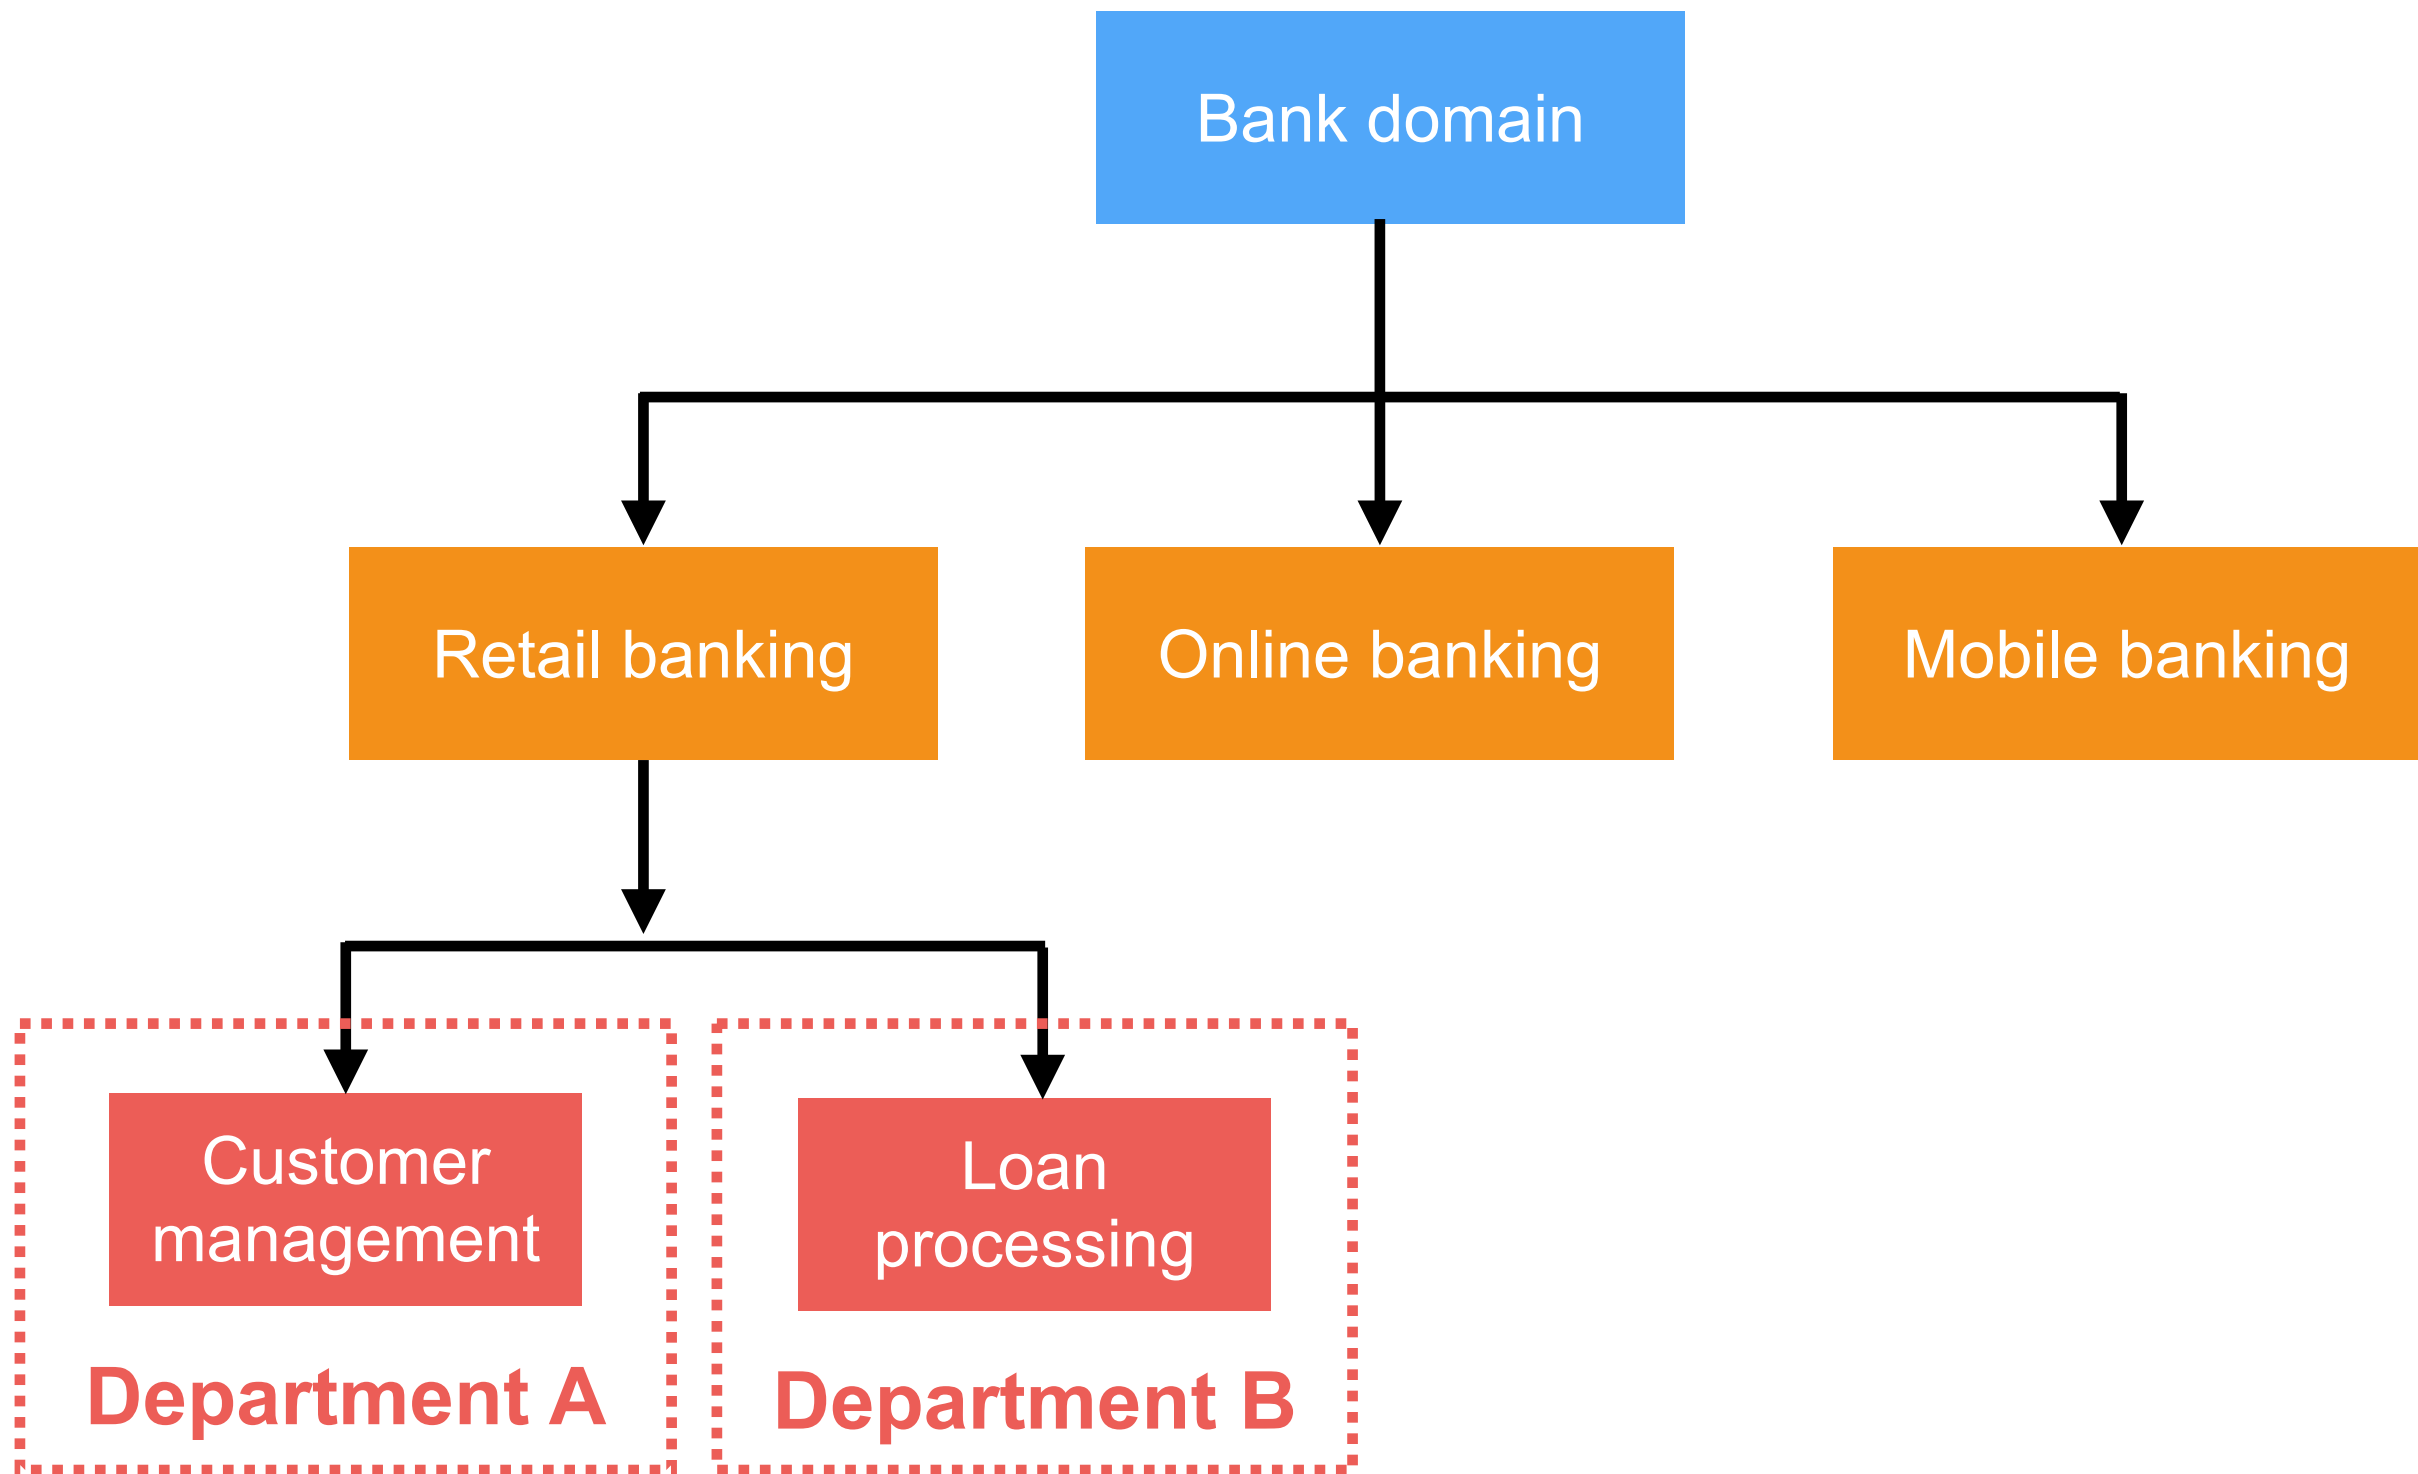 Bank domain
Retail banking
Online banking
Mobile banking
Customer
management
Loan
processing
Department A
Department B